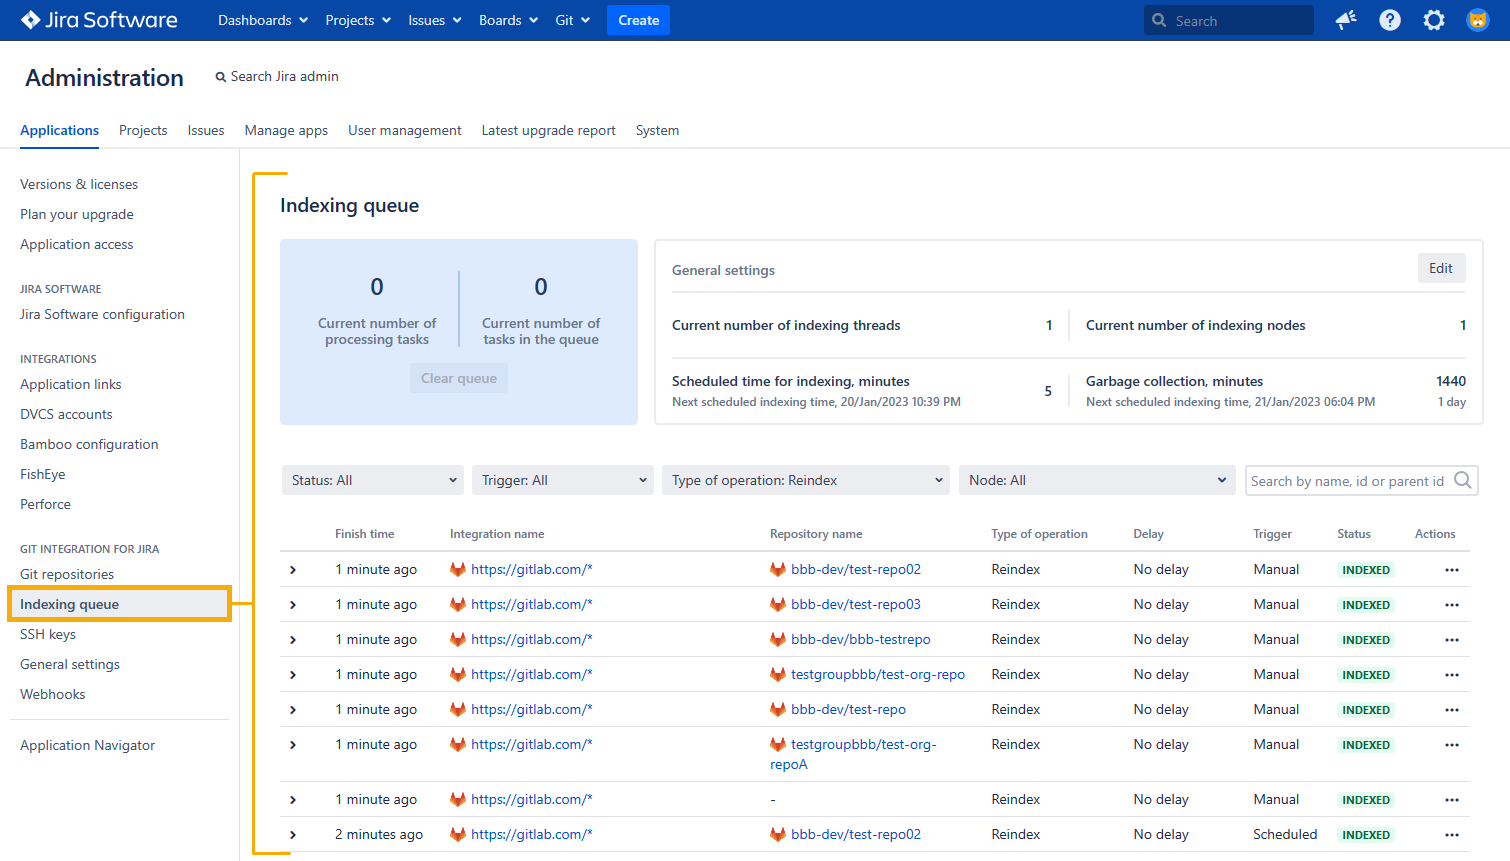 Jira Software
Dashboards Projects Issues Boards Git Create Search
Administration Search Jira admin
Applications Projects Issues Manage apps User management Latest upgrade report System
Versions & licenses
Plan your upgrade
Application access
JIRA SOFTWARE
Jira Software configuration
INTEGRATIONS
Application links
DVCS accounts
Bamboo configuration
FishEye
Perforce
GIT INTEGRATION FOR JIRA
Git repositories
Indexing queue
SSH keys
General settings
Webhooks
Application Navigator
Indexing queue
0
Current number of
processing tasks
0
Current number of
tasks in the queue
Clear queue
General settings Edit
Current number of indexing threads 1
Current number of indexing nodes 1
Scheduled time for indexing, minutes 5
Next scheduled indexing time, 20/Jan/2023 10:39 PM
Garbage collection, minutes 1440
Next scheduled indexing time, 21/Jan/2023 06:04 PM 1 day
Status: All Trigger: All Type of operation: Reindex Node: All Search by name, id or parent id
Finish time Integration name Repository name Type of operation Delay Trigger Status Actions
1 minute ago https://gitlab.com/* bbb-dev/test-repo02 Reindex No delay Manual INDEXED
1 minute ago https://gitlab.com/* bbb-dev/test-repo03 Reindex No delay Manual INDEXED
1 minute ago https://gitlab.com/* bbb-dev/bbb-testrepo Reindex No delay Manual INDEXED
1 minute ago https://gitlab.com/* testgroupbbb/test-org-repo Reindex No delay Manual INDEXED
1 minute ago https://gitlab.com/* bbb-dev/test-repo Reindex No delay Manual INDEXED
1 minute ago https://gitlab.com/* testgroupbbb/test-org- Reindex No delay Manual INDEXED
repoA
1 minute ago https://gitlab.com/* - Reindex No delay Manual INDEXED
2 minutes ago https://gitlab.com/* bbb-dev/test-repo02 Reindex No delay Scheduled INDEXED